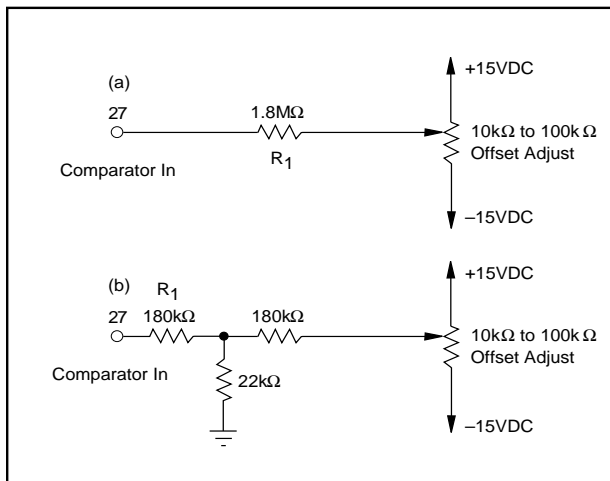 (a)
+15VDC
27
1.8MΩ
10kΩ to 100k Ω
Offset Adjust
R1
Comparator In
–15VDC
+15VDC
(b)
R1
27
180kΩ
180kΩ
10kΩ to 100k Ω
Offset Adjust
Comparator In
22kΩ
–15VDC